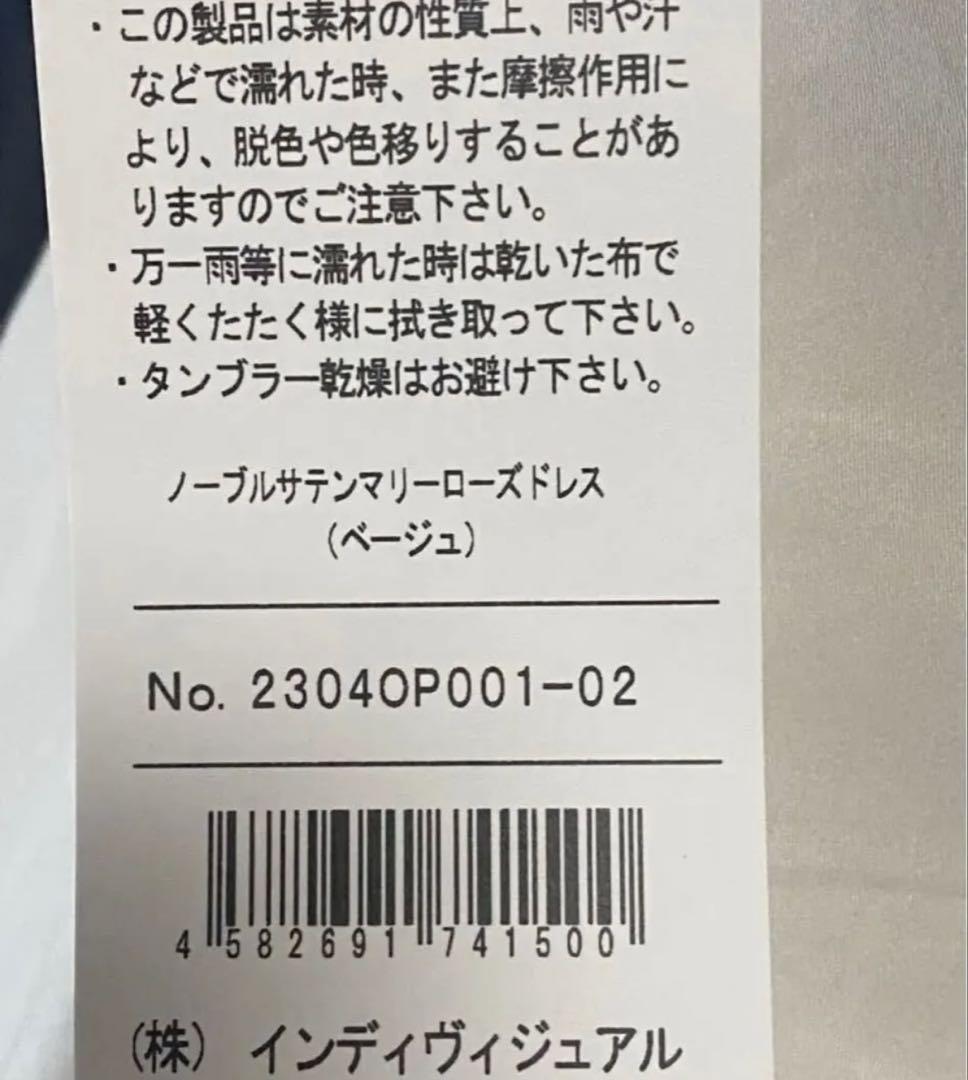 ・この製品は素材の性質上、雨や汗
などで濡れた時、また摩擦作用に
より、脱色や色移りすることがあ
りますのでご注意下さい。
・万一雨等に濡れた時は乾いた布で
軽くたたく様に拭き取って下さい。
・タンブラー乾燥はお避け下さい。
ノーブルサテンマリーローズドレス
（ベージュ）
No. 2304OP001-02
4 582691 741500
（株） インディヴィジュアル